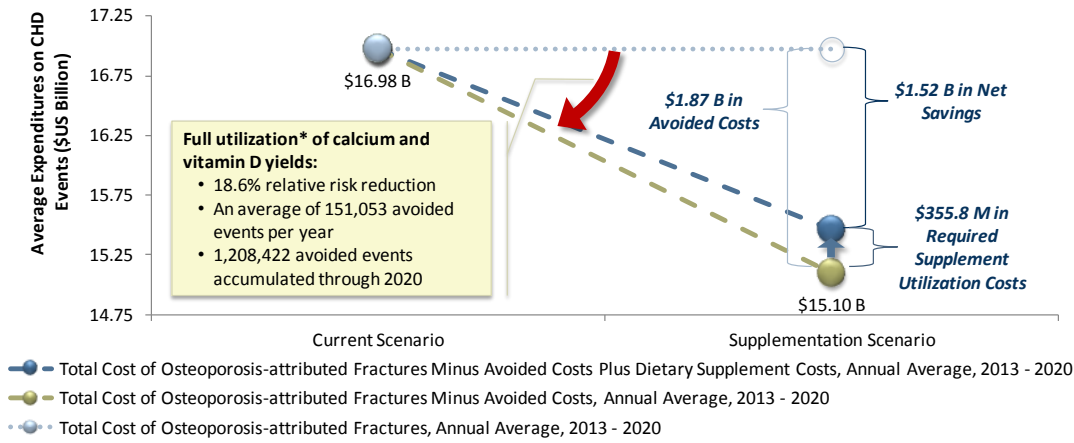 Average Expenditures on CHD
Events ($US Billion)
17.25
16.75
16.25
15.75
15.25
14.75
$16.98 B
Full utilization* of calcium and
vitamin D yields:
• 18.6% relative risk reduction
• An average of 151,053 avoided
events per year
• 1,208,422 avoided events
accumulated through 2020
$1.87 B in
Avoided Costs
$1.52 B in Net
Savings
$355.8 M in
Required
Supplement
Utilization Costs
$15.10 B
Current Scenario
Supplementation Scenario
Total Cost of Osteoporosis-attributed Fractures Minus Avoided Costs Plus Dietary Supplement Costs, Annual Average, 2013 - 2020
Total Cost of Osteoporosis-attributed Fractures Minus Avoided Costs, Annual Average, 2013 - 2020
Total Cost of Osteoporosis-attributed Fractures, Annual Average, 2013 - 2020